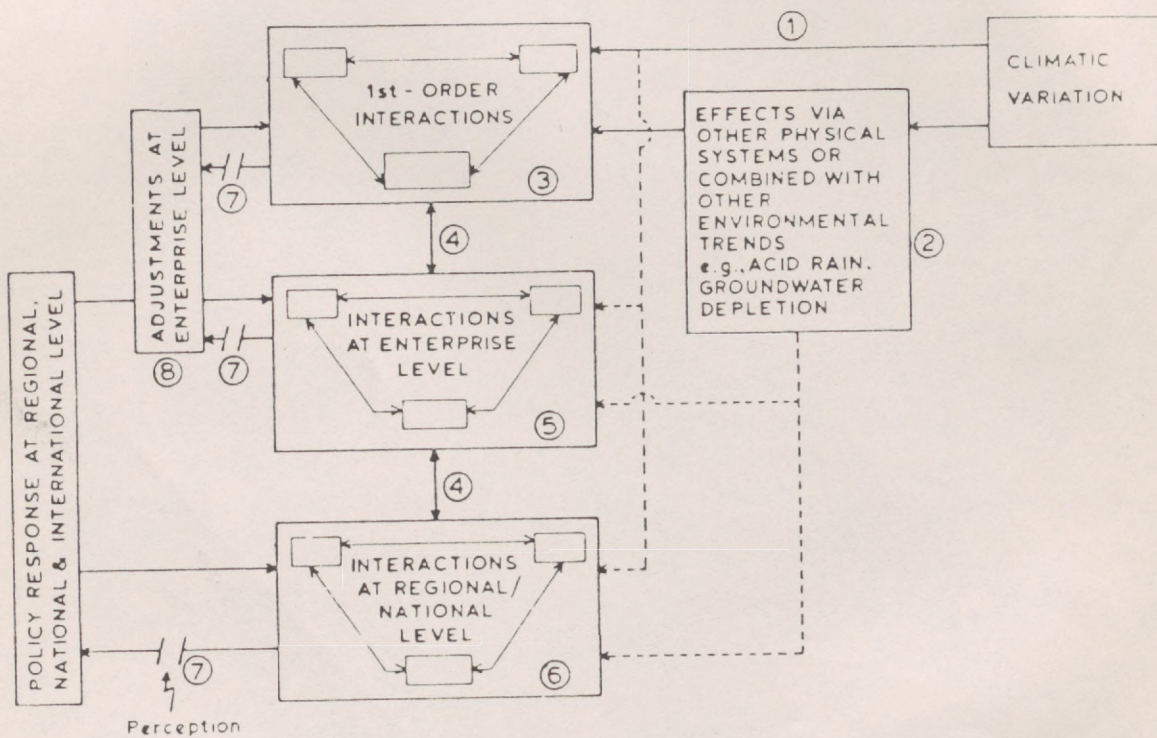 ①
CLIMATIC
VARIATION
1st-ORDER
INTERACTIONS
③
EFFECTS VIA
OTHER PHYSICAL
SYSTEMS OR
COMBINED WITH
OTHER
ENVIRONMENTAL
TRENDS
e.g., ACID RAIN.
GROUNDWATER
DEPLETION
②
ADJUSTMENTS AT
ENTERPRISE LEVEL
⑧
⑦
④
INTERACTIONS
AT ENTERPRISE
LEVEL
⑤
⑦
④
POLICY RESPONSE AT REGIONAL,
NATIONAL & INTERNATIONAL LEVEL
INTERACTIONS
AT REGIONAL/
NATIONAL
LEVEL
⑥
⑦
Perception